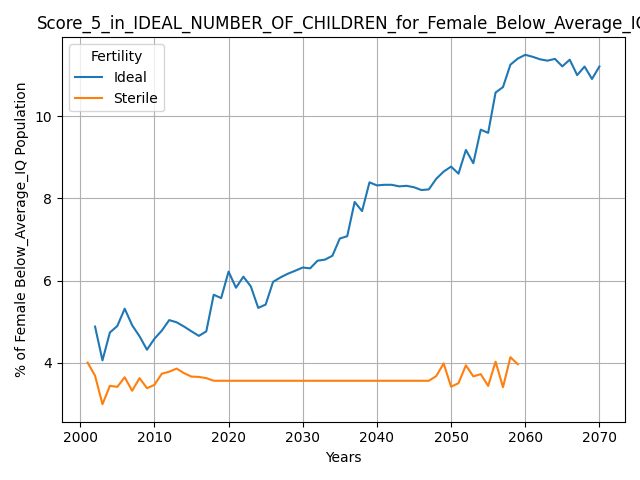 Score_5_in_IDEAL_NUMBER_OF_CHILDREN_for_Female_Below_Average_IQ
Fertility
Ideal
Sterile
% of Female Below_Average_IQ Population
10
8
6
4
2000 2010 2020 2030 2040 2050 2060 2070
Years